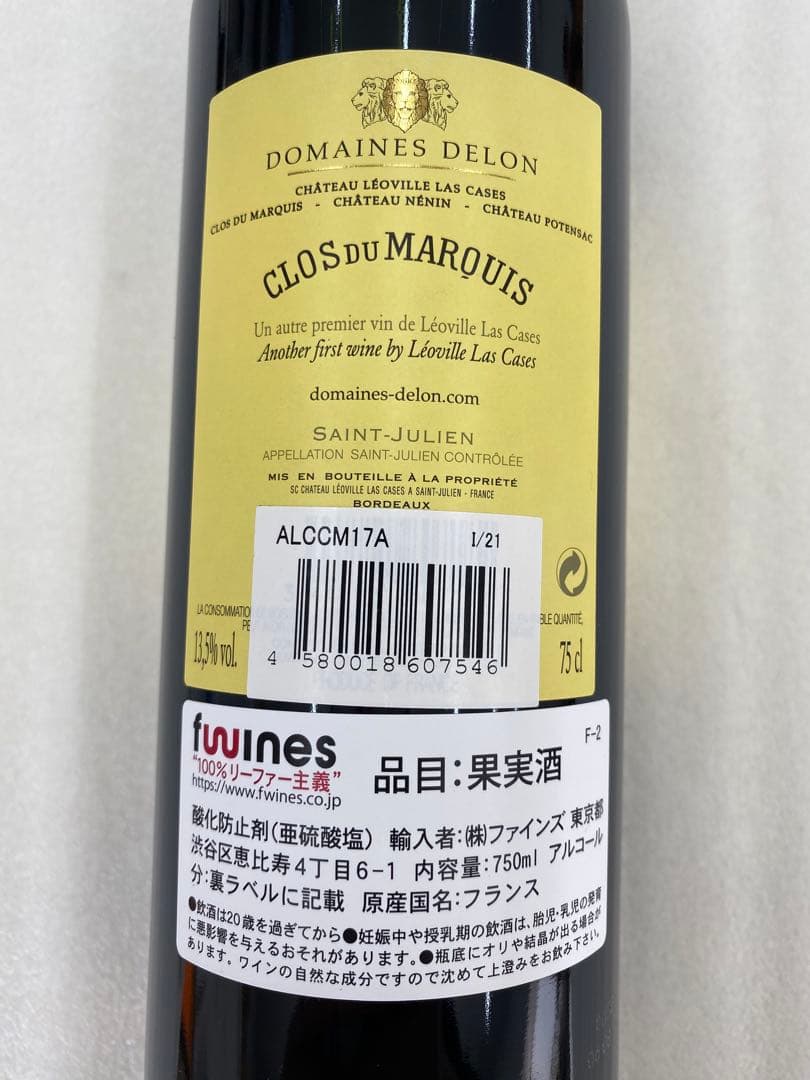 DOMAINES DELON
CHÂTEAU LÉOVILLE LAS CASES
CLOS DU MARQUIS - CHÂTEAU NÉNIN - CHÂTEAU POTENSAC
CLOS DU MARQUIS
Un autre premier vin de Léoville Las Cases
Another first wine by Léoville Las Cases
domaines-delon.com
SAINT-JULIEN
APPELLATION SAINT-JULIEN CONTRÔLÉE
MIS EN BOUTEILLE À LA PROPRIÉTÉ
SC CHATEAU LÉOVILLE LAS CASES A SAINT-JULIEN - FRANCE
BORDEAUX
ALCCM17A I/21
4 580018 607546
LA CONSOMMATIO
BLE QUANTITÉ,
PE
13,5% vol.
75 cl
fwines
"100%リーファー主義"
https://www.fwines.co.jp
品目:果実酒
F-2
酸化防止剤(亜硫酸塩) 輸入者:(株)ファインズ 東京都
渋谷区恵比寿4丁目6-1 内容量:750ml アルコール
分:裏ラベルに記載 原産国名:フランス
●飲酒は20歳を過ぎてから●妊娠中や授乳期の飲酒は、胎児・乳児の発育
に悪影響を与えるおそれがあります。●瓶底にオリや結晶が出る場合が
あります。ワインの自然な成分ですので沈めて上澄みをお飲み下さい。